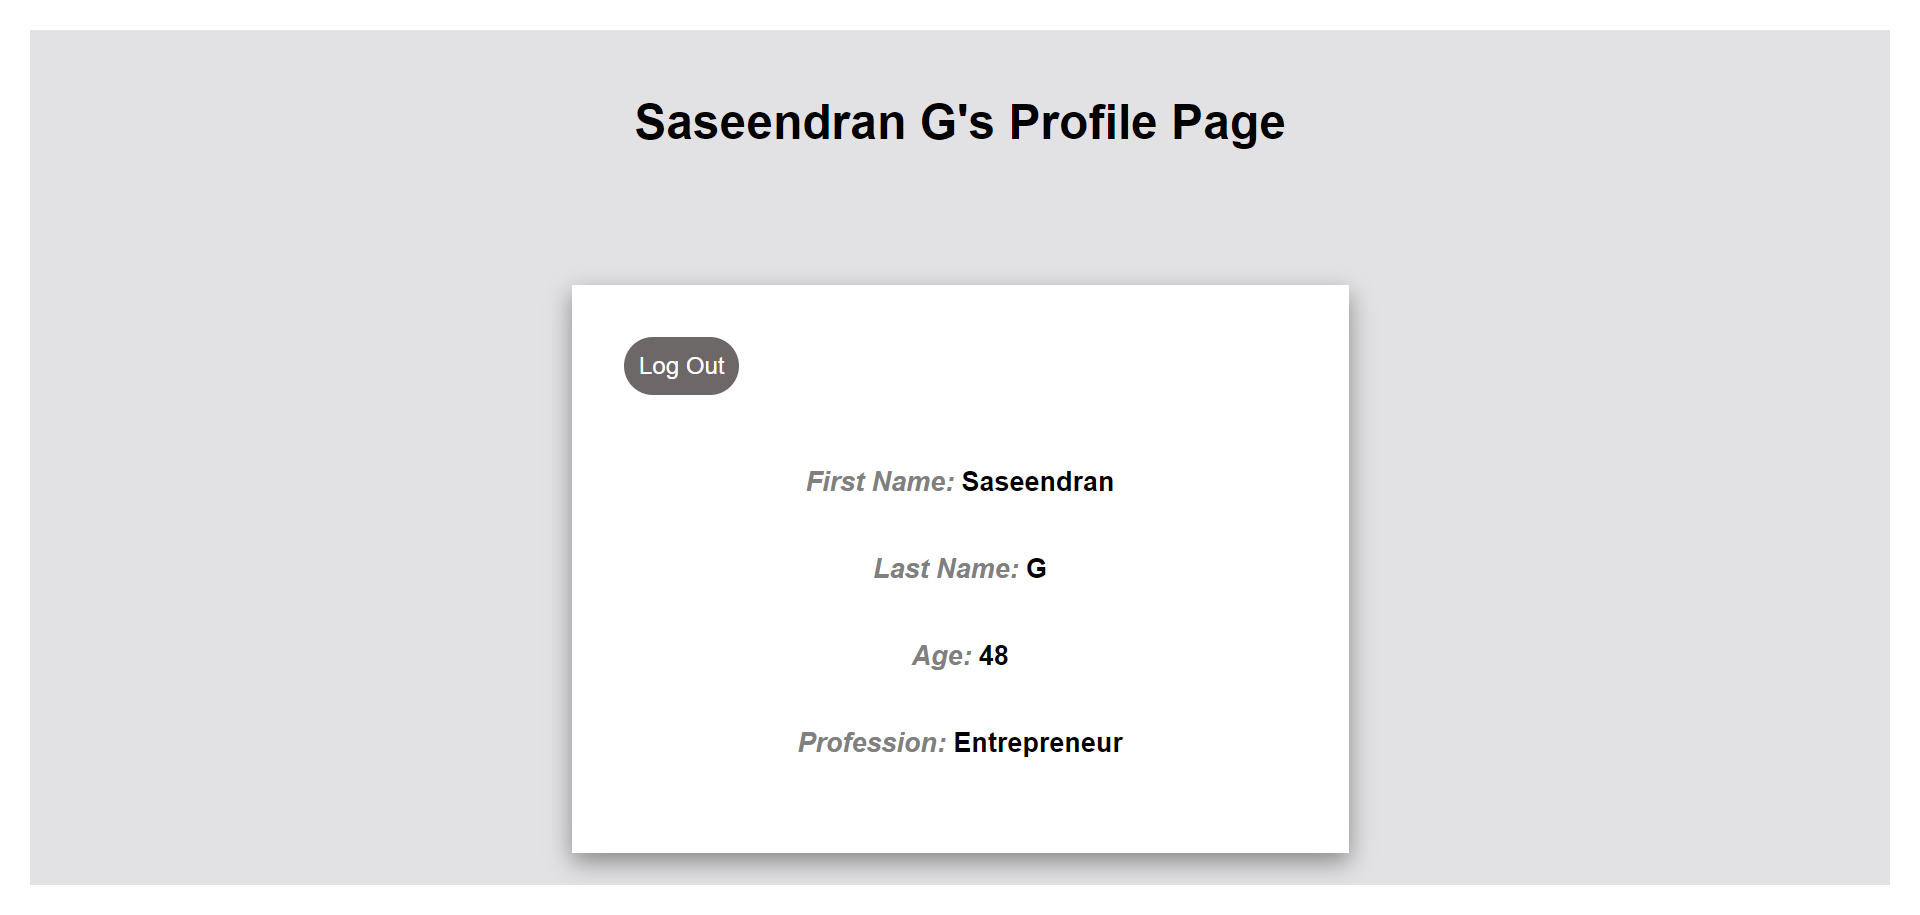 Saseendran G's Profile Page
Log Out
First Name: Saseendran
Last Name: G
Age: 48
Profession: Entrepreneur